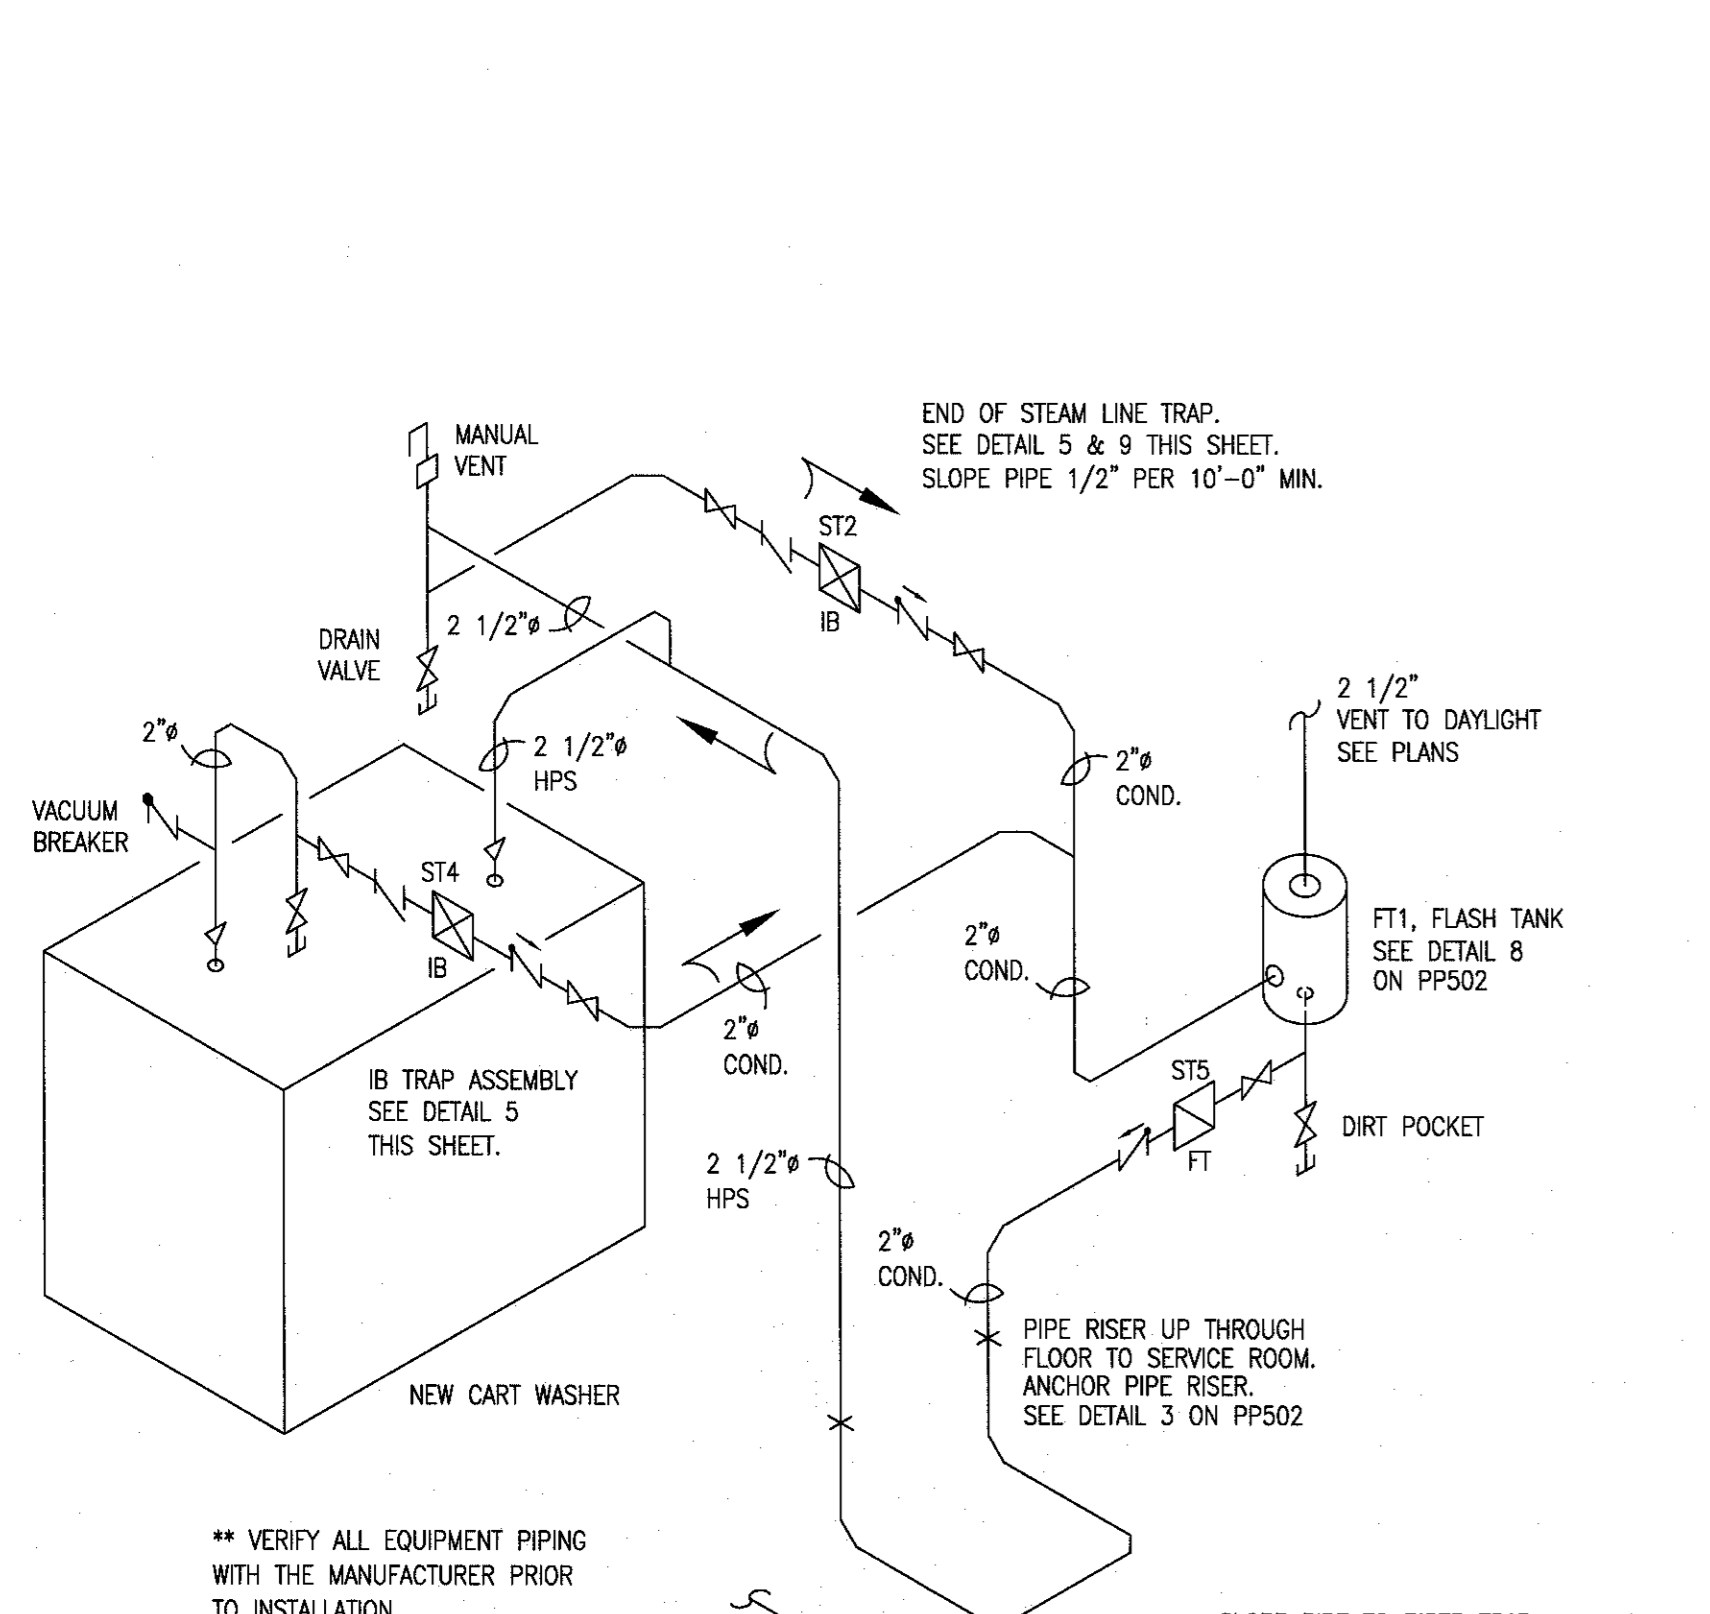 END OF STEAM LINE TRAP.
SEE DETAIL 5 & 9 THIS SHEET.
SLOPE PIPE 1/2" PER 10'-0" MIN.
MANUAL
VENT
ST2
IB
2 1/2"ø
DRAIN
VALVE
2"ø
2 1/2"ø
HPS
VACUUM
BREAKER
ST4
IB
2"ø
COND.
2 1/2"
VENT TO DAYLIGHT
SEE PLANS
2"ø
COND.
FT1, FLASH TANK
SEE DETAIL 8
ON PP502
2"ø
COND.
IB TRAP ASSEMBLY
SEE DETAIL 5
THIS SHEET.
ST5
FT
DIRT POCKET
2 1/2"ø
HPS
2"ø
COND.
PIPE RISER UP THROUGH
FLOOR TO SERVICE ROOM.
ANCHOR PIPE RISER.
SEE DETAIL 3 ON PP502
NEW CART WASHER
** VERIFY ALL EQUIPMENT PIPING
WITH THE MANUFACTURER PRIOR
TO INSTALLATION